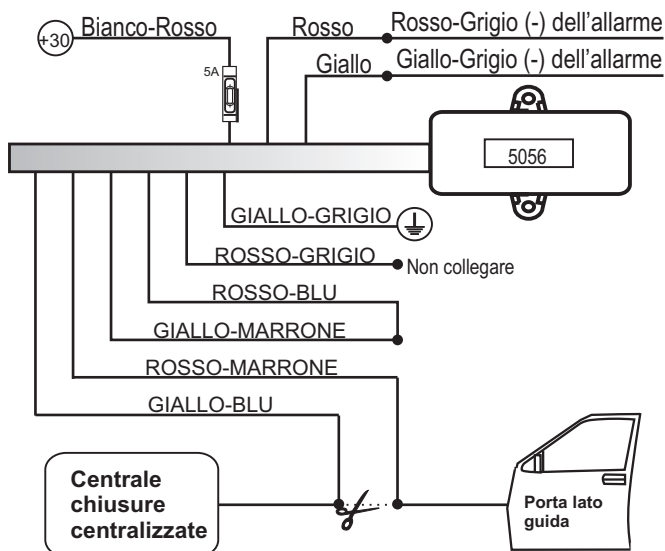 +30
Bianco-Rosso
Rosso
Rosso-Grigio (-) dell'allarme
Giallo
Giallo-Grigio (-) dell'allarme
5A
5056
GIALLO-GRIGIO
ROSSO-GRIGIO
Non collegare
ROSSO-BLU
GIALLO-MARRONE
ROSSO-MARRONE
GIALLO-BLU
Centrale
chiusure
centralizzate
Porta lato
guida